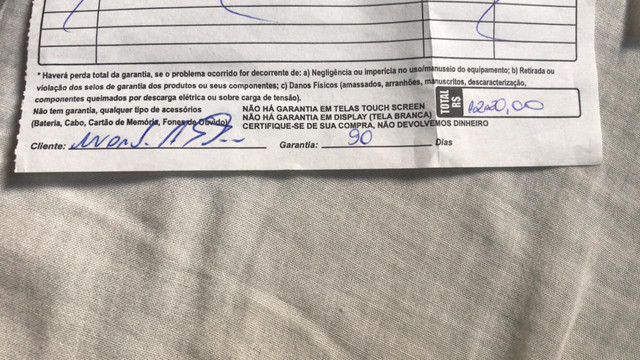 * Haverá perda total da garantia, se o problema ocorrido for decorrente de: a) Negligência ou imperícia no uso/manuseio do equipamento; b) Retirada ou
violação dos selos de garantia dos produtos ou seus componentes; c) Danos Físicos (amassados, arranhões, manuscritos, descaracterização,
componentes queimados por descarga elétrica ou sobre carga de tensão).
Não tem garantia, qualquer tipo de acessórios
(Bateria, Cabo, Cartão de Memória, Fones de Ouvido)
NÃO HÁ GARANTIA EM TELAS TOUCH SCREEN
NÃO HÁ GARANTIA EM DISPLAY (TELA BRANCA)
CERTIFIQUE-SE DE SUA COMPRA, NÃO DEVOLVEMOS DINHEIRO
TOTAL
R$
Cliente:
Garantia: 90 Dias